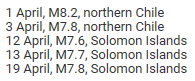 1 April, M8.2, northern Chile
3 April, M7.8, northern Chile
12 April, M7.6, Solomon Islands
13 April, M7.7, Solomon Islands
19 April, M7.8, Solomon Islands